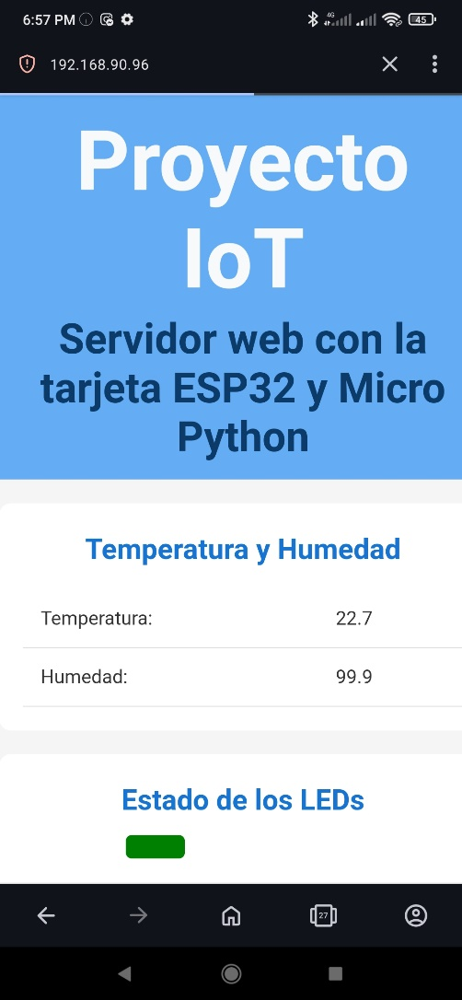 6:57 PM
4G
45
192.168.90.96
Proyecto
IoT
Servidor web con la
tarjeta ESP32 y Micro
Python
Temperatura y Humedad
Temperatura: 22.7
Humedad: 99.9
Estado de los LEDs
27